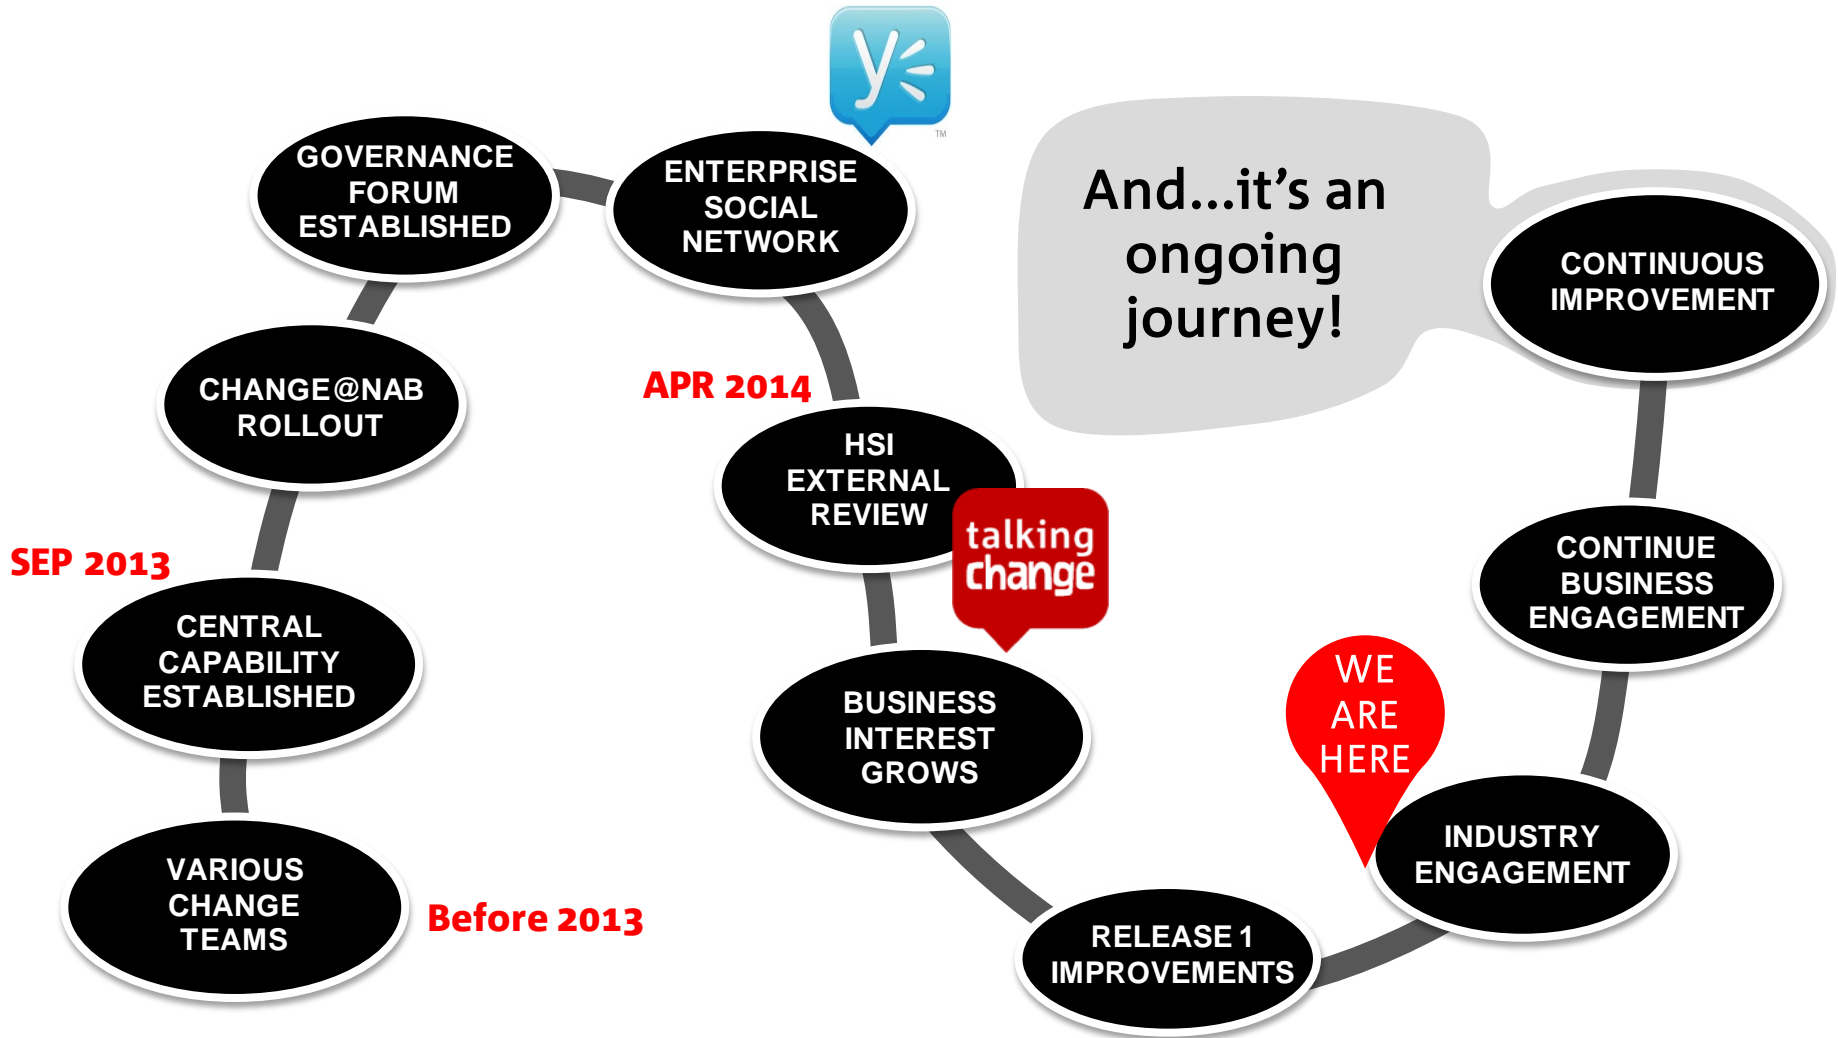 Before 2013
VARIOUS
CHANGE
TEAMS
SEP 2013
CENTRAL
CAPABILITY
ESTABLISHED
CHANGE@NAB
ROLLOUT
GOVERNANCE
FORUM
ESTABLISHED
y
TM
ENTERPRISE
SOCIAL
NETWORK
APR 2014
HSI
EXTERNAL
REVIEW
talking
change
BUSINESS
INTEREST
GROWS
RELEASE 1
IMPROVEMENTS
WE
ARE
HERE
INDUSTRY
ENGAGEMENT
CONTINUE
BUSINESS
ENGAGEMENT
CONTINUOUS
IMPROVEMENT
And...it's an
ongoing
journey!